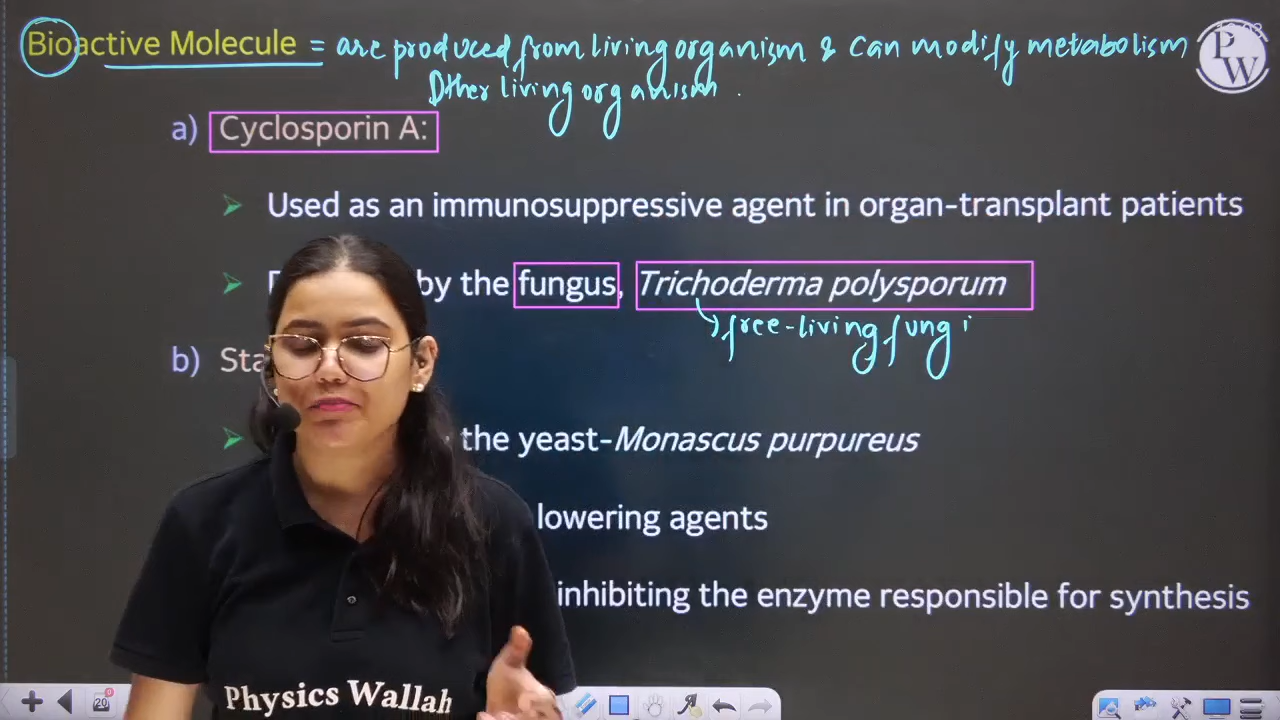 Bioactive Molecule = are produced from living organism & can modify metabolism
Other living organism.
a) Cyclosporin A:
➤ Used as an immunosuppressive agent in organ-transplant patients
➤ by the fungus, Trichoderma polysporum
free-living fungi
b) Sta
➤ the yeast-Monascus purpureus
lowering agents
inhibiting the enzyme responsible for synthesis
PW
Physics Wallah
20